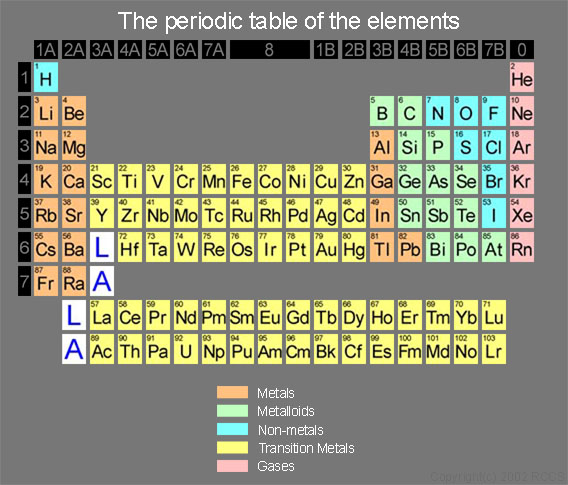 The periodic table of the elements
1A 2A 3A 4A 5A 6A 7A 8 1B 2B 3B 4B 5B 6B 7B 0
1 1 H 2 He
2 3 Li 4 Be 5 B 6 C 7 N 8 O 9 F 10 Ne
3 11 Na 12 Mg 13 Al 14 Si 15 P 16 S 17 Cl 18 Ar
4 19 K 20 Ca 21 Sc 22 Ti 23 V 24 Cr 25 Mn 26 Fe 27 Co 28 Ni 29 Cu 30 Zn 31 Ga 32 Ge 33 As 34 Se 35 Br 36 Kr
5 37 Rb 38 Sr 39 Y 40 Zr 41 Nb 42 Mo 43 Tc 44 Ru 45 Rh 46 Pd 47 Ag 48 Cd 49 In 50 Sn 51 Sb 52 Te 53 I 54 Xe
6 55 Cs 56 Ba L 72 Hf 73 Ta 74 W 75 Re 76 Os 77 Ir 78 Pt 79 Au 80 Hg 81 Tl 82 Pb 83 Bi 84 Po 85 At 86 Rn
7 87 Fr 88 Ra A
L 57 La 58 Ce 59 Pr 60 Nd 61 Pm 62 Sm 63 Eu 64 Gd 65 Tb 66 Dy 67 Ho 68 Er 69 Tm 70 Yb 71 Lu
A 89 Ac 90 Th 91 Pa 92 U 93 Np 94 Pu 95 Am 96 Cm 97 Bk 98 Cf 99 Es 100 Fm 101 Md 102 No 103 Lr
Metals
Metalloids
Non-metals
Transition Metals
Gases
Copyright(c) 2002 RCCS